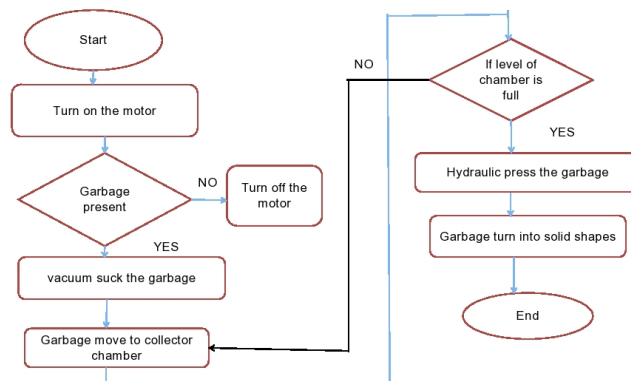 Start
Turn on the motor
Garbage
present
NO
Turn off the
motor
YES
vacuum suck the garbage
Garbage move to collector
chamber
NO
If level of
chamber is
full
YES
Hydraulic press the garbage
Garbage turn into solid shapes
End